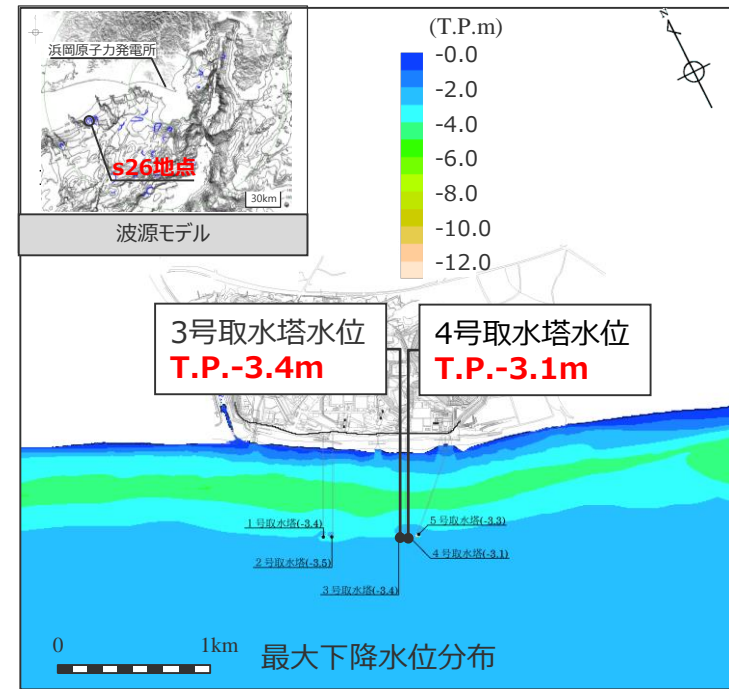 浜岡原子力発電所
s26地点
30km
波源モデル
(T.P.m)
-0.0
-2.0
-4.0
-6.0
-8.0
-10.0
-12.0
N
3号取水塔水位
T.P.-3.4m
4号取水塔水位
T.P.-3.1m
1号取水塔(-3.4)
2号取水塔(-3.5)
3号取水塔(-3.4)
5号取水塔(-3.3)
4号取水塔(-3.1)
0 1km
最大下降水位分布